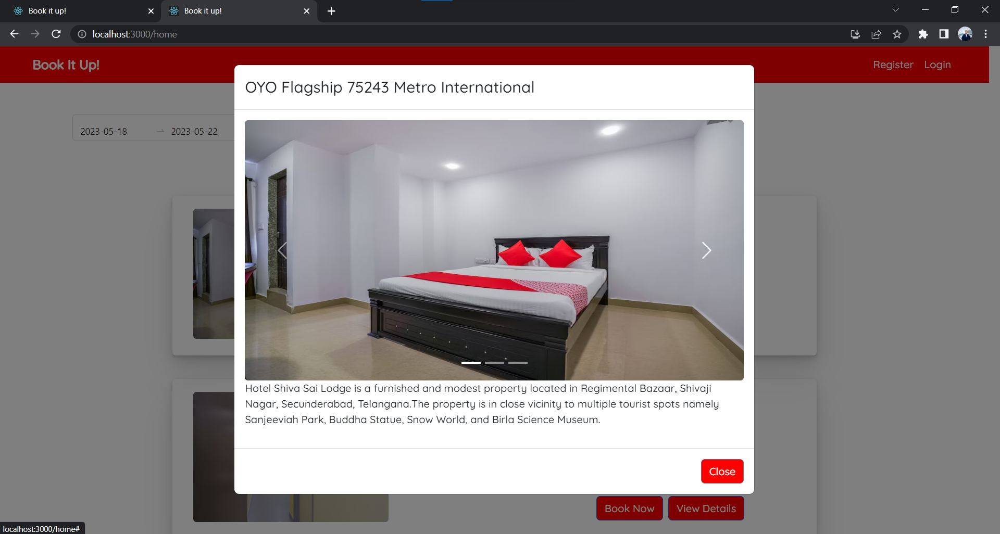 Book it up!
Book it up!
localhost:3000/home
Book It Up!
Register
Login
OYO Flagship 75243 Metro International
2023-05-18
2023-05-22
Hotel Shiva Sai Lodge is a furnished and modest property located in Regimental Bazaar, Shivaji
Nagar, Secunderabad, Telangana.The property is in close vicinity to multiple tourist spots namely
Sanjeeviah Park, Buddha Statue, Snow World, and Birla Science Museum.
Close
Book Now
View Details
localhost:3000/home#